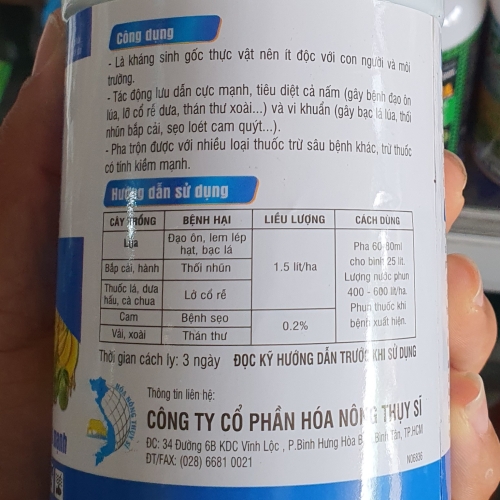 Công dụng
- Là kháng sinh gốc thực vật nên ít độc với con người và môi
trường.
- Tác động lưu dẫn cực mạnh, tiêu diệt cả nấm (gây bệnh đạo ôn
lúa, lỡ cổ rễ dưa, thán thư xoài...) và vi khuẩn (gây bạc lá lúa, thối
nhũn bắp cải, sẹo loét cam quýt...).
- Pha trộn được với nhiều loại thuốc trừ sâu bệnh khác, trừ thuốc
có tính kiềm mạnh.
Hướng dẫn sử dụng
CÂY TRỒNG BỆNH HẠI LIỀU LƯỢNG CÁCH DÙNG
Lúa Đạo ôn, lem lép
hạt, bạc lá
Bắp cải, hành Thối nhũn
Thuốc lá, dưa
hấu, cà chua Lở cổ rễ
1.5 lít/ha
Cam Bệnh sẹo
Vải, xoài Thán thư
0.2%
Pha 60-80ml
cho bình 25 lít.
Lượng nước phun
400 - 600 lít/ha.
Phun thuốc khi
bệnh xuất hiện.
Thời gian cách ly: 3 ngày ĐỌC KỸ HƯỚNG DẪN TRƯỚC KHI SỬ DỤNG
Thông tin liên hệ:
HÓA NÔNG THỤY SĨ
CÔNG TY CỔ PHẦN HÓA NÔNG THỤY SĨ
ĐC: 34 Đường 6B KDC Vĩnh Lộc , P.Bình Hưng Hòa B, Bình Tân, TP.HCM
ĐT/FAX: (028) 6681 0021